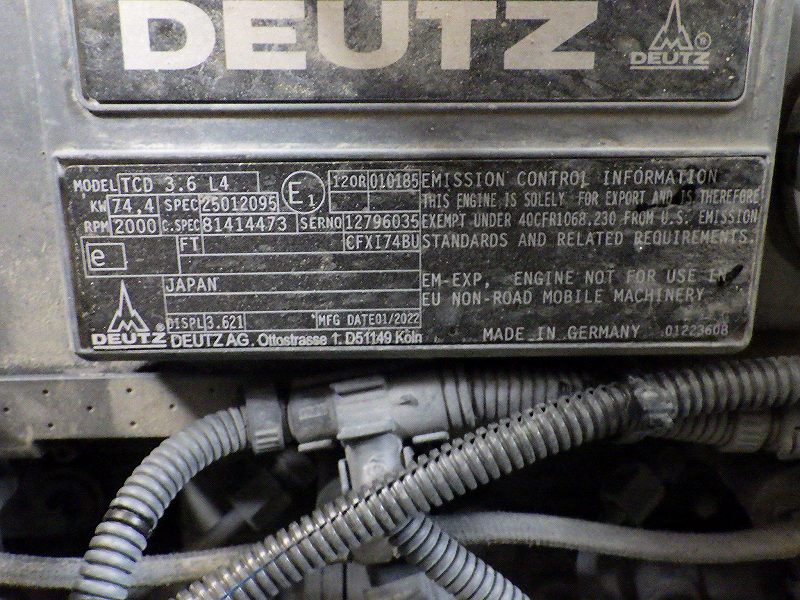 DEUTZ
DEUTZ®
MODEL TCD 3.6 L4
KW 74,4 SPEC 25012095
RPM 2000 C.SPEC 81414473
E1
120R 010185
SERNO 12796035
e
FT
CFXI74BU
JAPAN
DISPL 3.621
MFG DATE 01/2022
DEUTZ®
DEUTZ AG. Ottostrasse 1. D51149 Köln
EMISSION CONTROL INFORMATION
THIS ENGINE IS SOLELY FOR EXPORT AND IS THEREFORE
EXEMPT UNDER 40CFR1068,230 FROM U.S. EMISSION
STANDARDS AND RELATED REQUIREMENTS.
EM-EXP, ENGINE NOT FOR USE IN
EU NON-ROAD MOBILE MACHINERY
MADE IN GERMANY 01223608